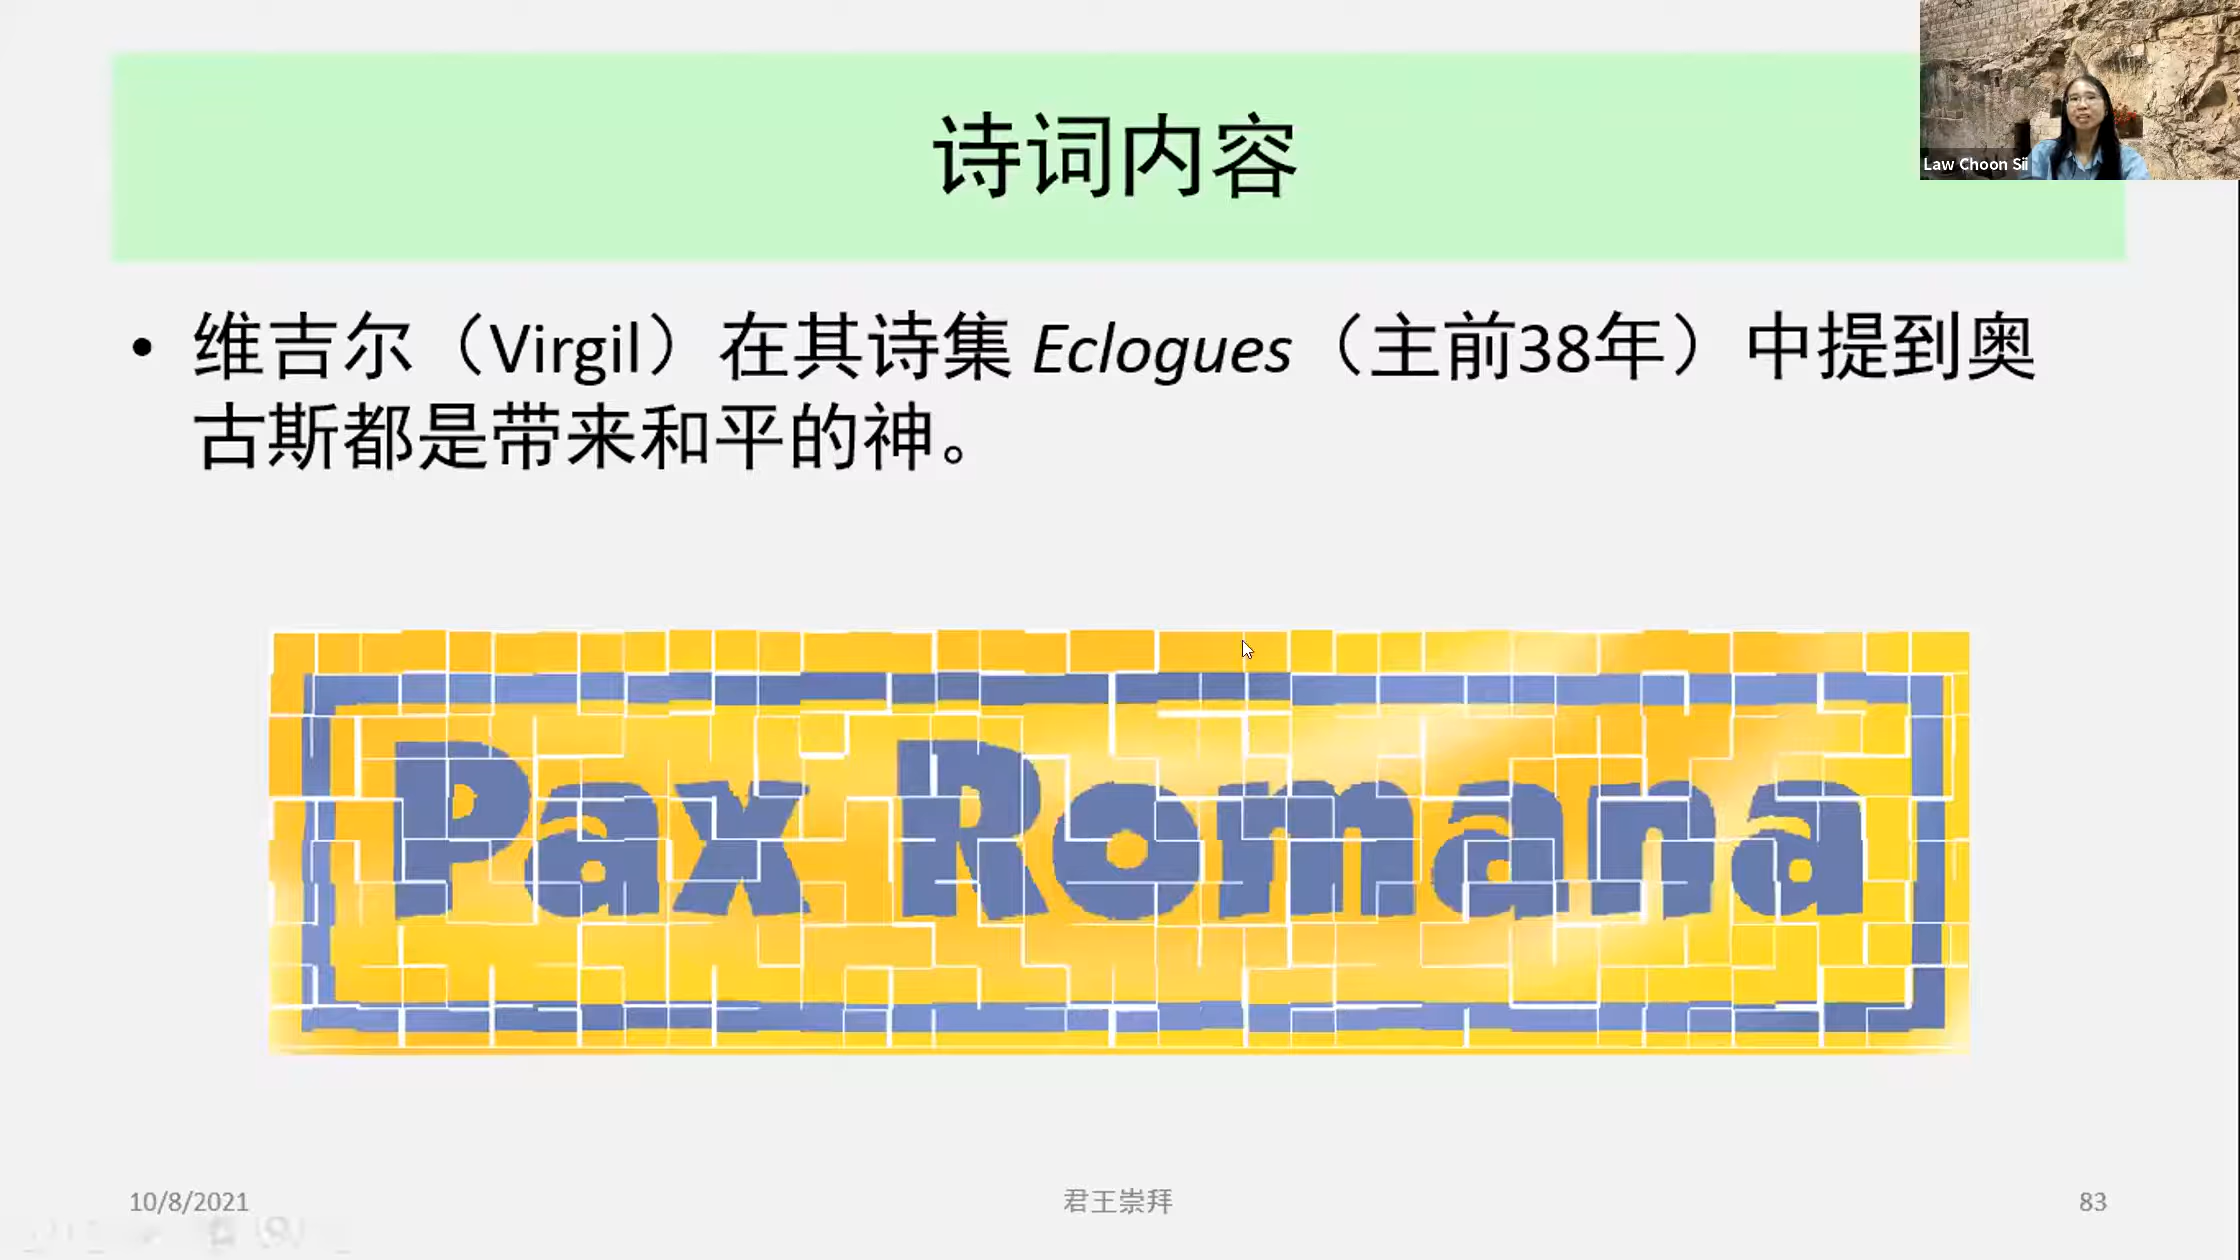 诗词内容
Law Choon Sii
• 维吉尔（Virgil）在其诗集 Eclogues（主前38年）中提到奥
古斯都是带来和平的神。
Pax Romana
10/8/2021
君王崇拜
83